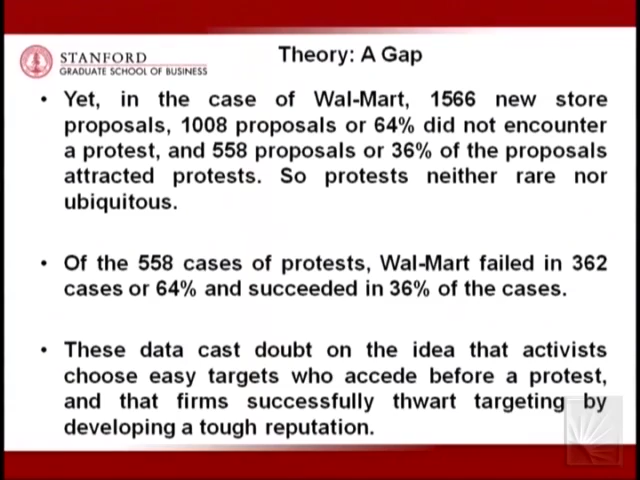 Theory: A Gap
STANFORD
GRADUATE SCHOOL OF BUSINESS
• Yet, in the case of Wal-Mart, 1566 new store
proposals, 1008 proposals or 64% did not encounter
a protest, and 558 proposals or 36% of the proposals
attracted protests. So protests neither rare nor
ubiquitous.
• Of the 558 cases of protests, Wal-Mart failed in 362
cases or 64% and succeeded in 36% of the cases.
• These data cast doubt on the idea that activists
choose easy targets who accede before a protest,
and that firms successfully thwart targeting by
developing a tough reputation.